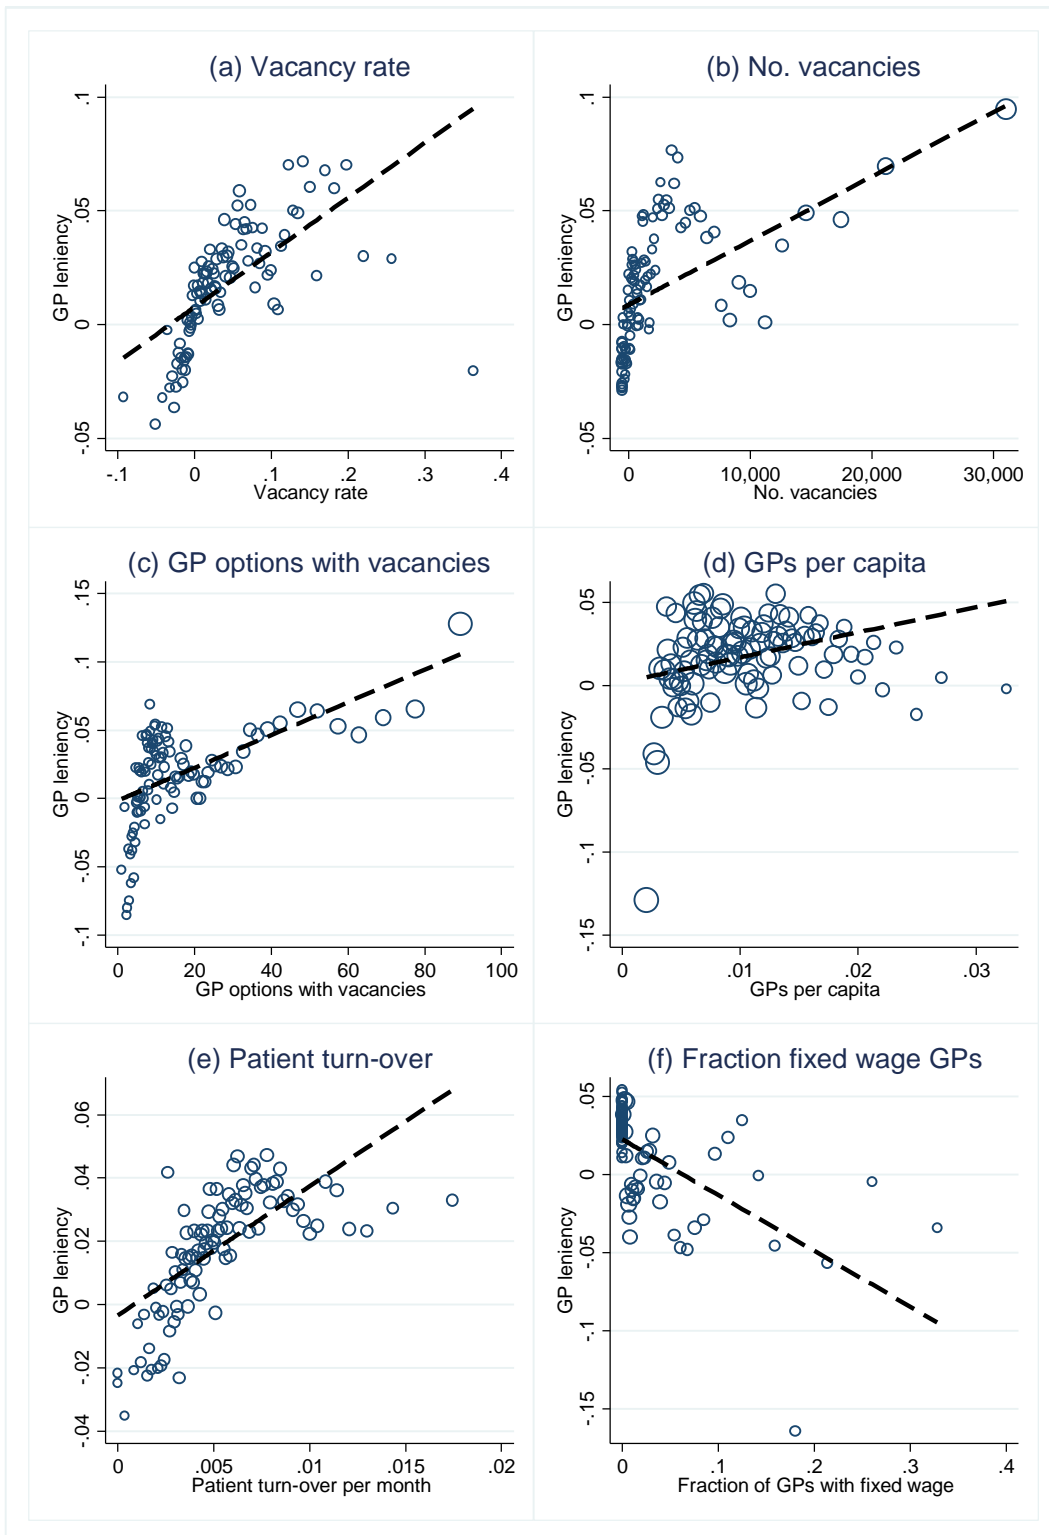 (a) Vacancy rate
GP leniency
.1
.05
0
-.05
-.1 0 .1 .2 .3 .4
Vacancy rate
(b) No. vacancies
GP leniency
.1
.05
0
-.05
0 10,000 20,000 30,000
No. vacancies
(c) GP options with vacancies
GP leniency
.15
.1
.05
0
-.05
-.1
0 20 40 60 80 100
GP options with vacancies
(d) GPs per capita
GP leniency
.05
0
-.05
-.1
-.15
0 .01 .02 .03
GPs per capita
(e) Patient turn-over
GP leniency
.06
.04
.02
0
-.02
-.04
0 .005 .01 .015 .02
Patient turn-over per month
(f) Fraction fixed wage GPs
GP leniency
.05
0
-.05
-.1
-.15
0 .1 .2 .3 .4
Fraction of GPs with fixed wage